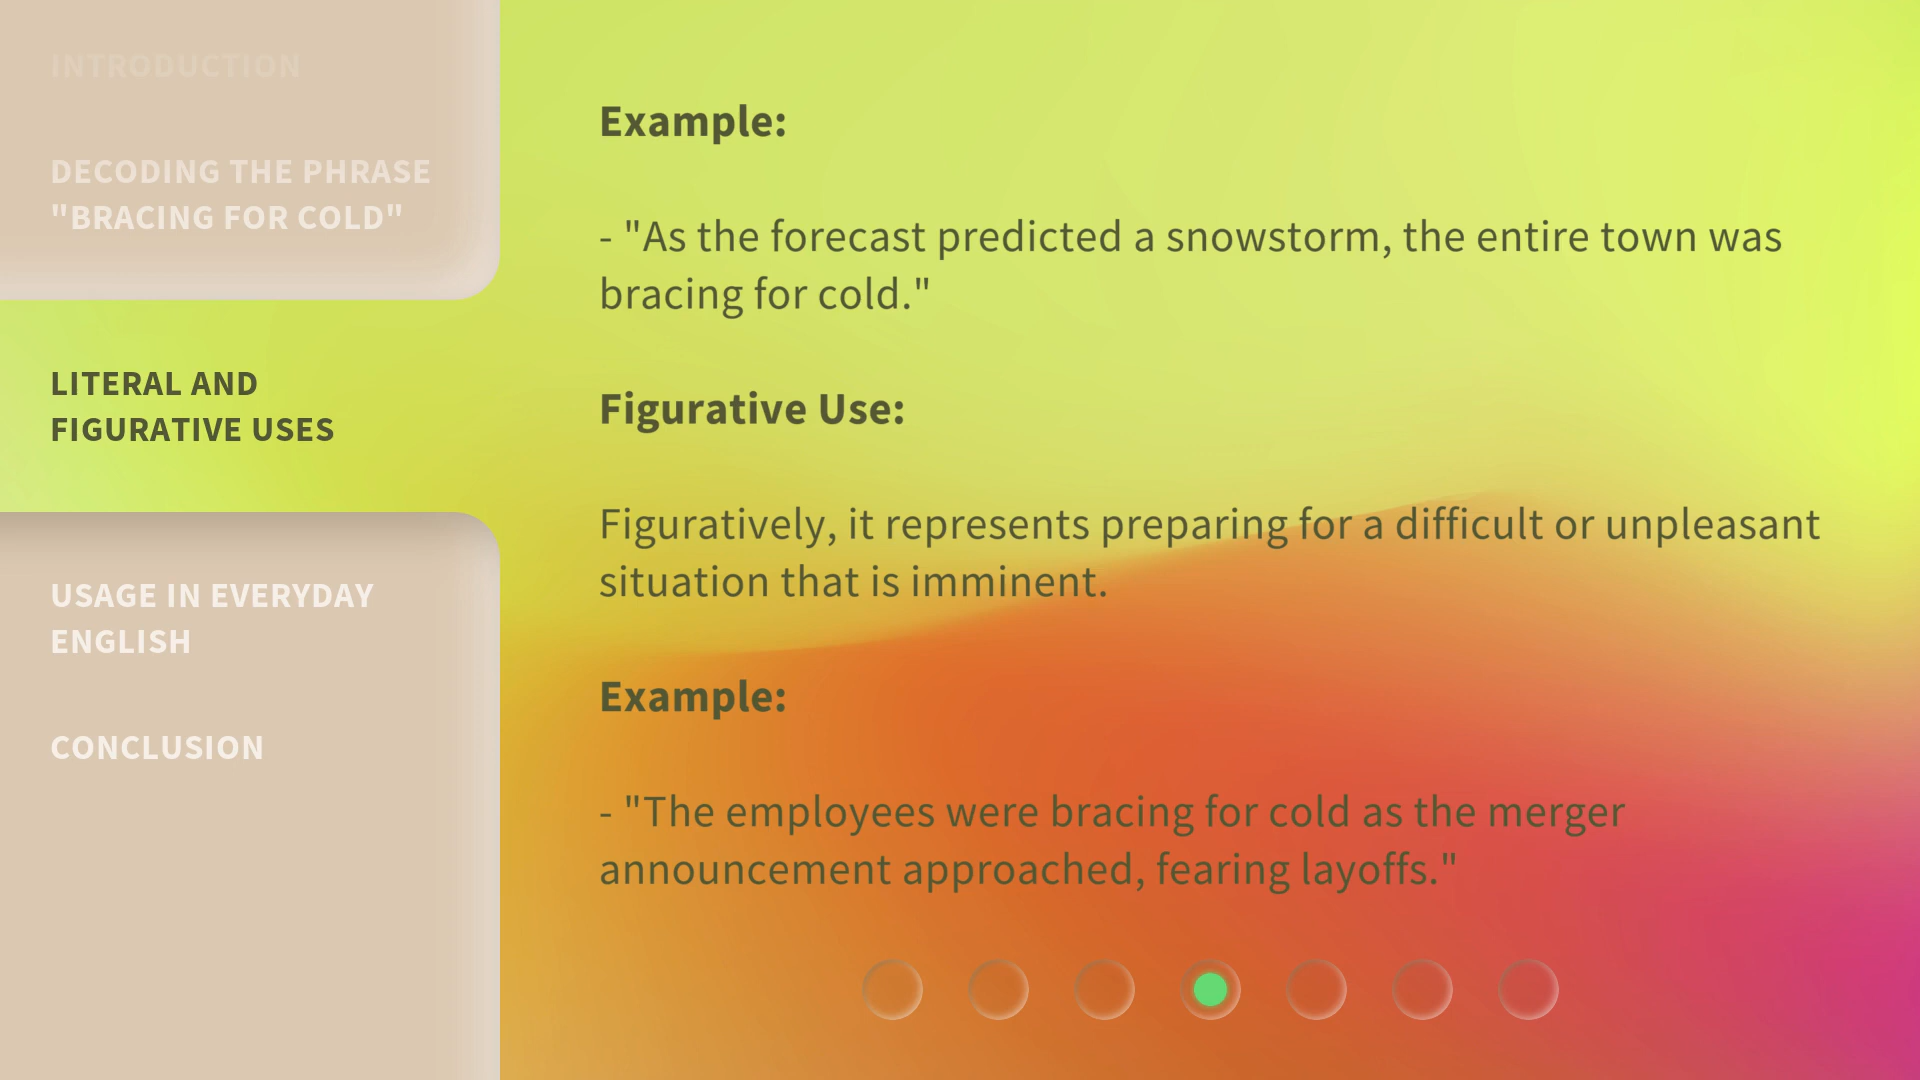 INTRODUCTION
DECODING THE PHRASE
"BRACING FOR COLD"
LITERAL AND
FIGURATIVE USES
USAGE IN EVERYDAY
ENGLISH
CONCLUSION
Example:
- "As the forecast predicted a snowstorm, the entire town was
bracing for cold."
Figurative Use:
Figuratively, it represents preparing for a difficult or unpleasant
situation that is imminent.
Example:
- "The employees were bracing for cold as the merger
announcement approached, fearing layoffs."